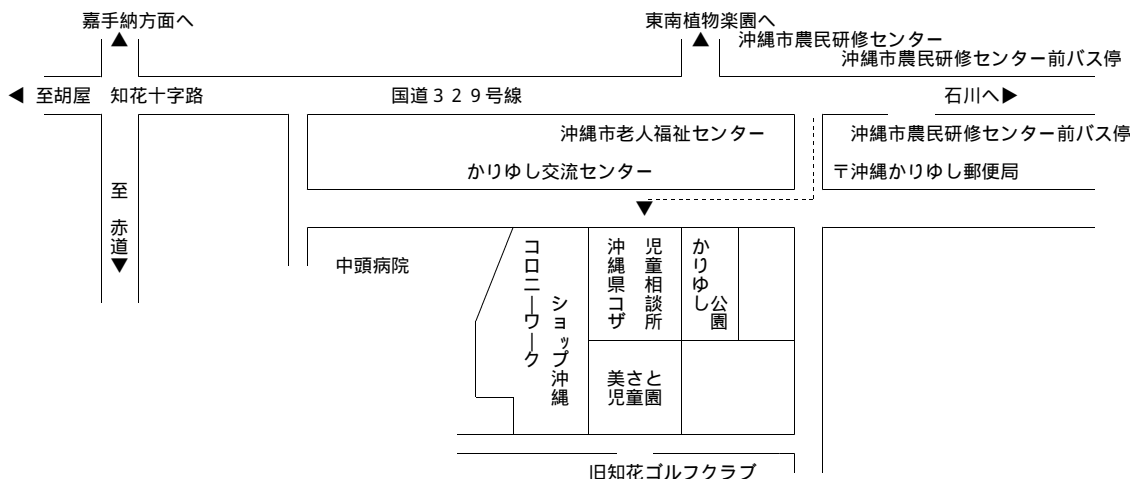 嘉手納方面へ
東南植物楽園へ
▲
▲
沖縄市農民研修センター
沖縄市農民研修センター前バス停
◀ 至胡屋 知花十字路
国道３２９号線
石川へ▶
沖縄市老人福祉センター
沖縄市農民研修センター前バス停
かりゆし交流センター
〒沖縄かりゆし郵便局
至 赤道▼
▼
中頭病院
コロニーワーク
ショップ沖縄
沖縄県コザ
児童相談所
かりゆし
公園
美さと
児童園
旧知花ゴルフクラブ